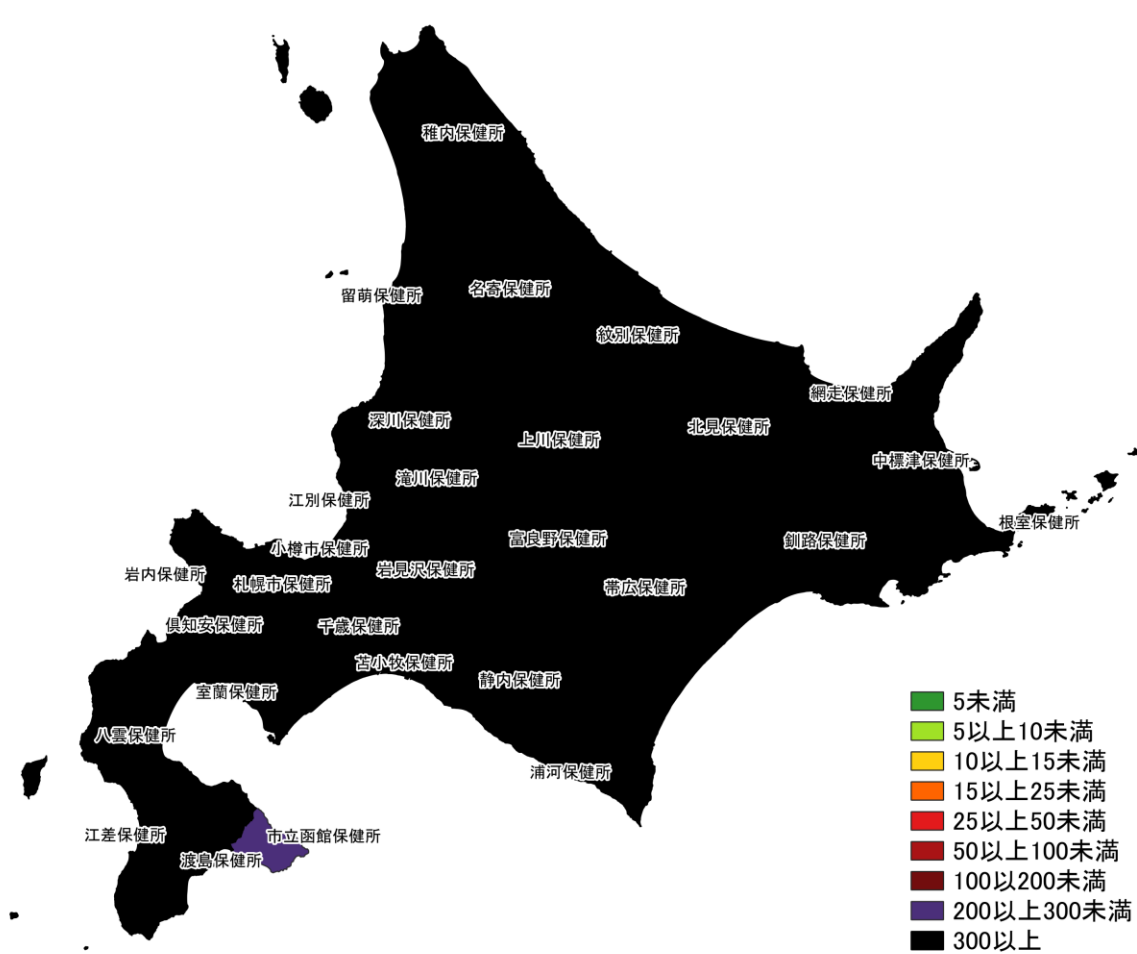 稚内保健所
名寄保健所
留萌保健所
紋別保健所
網走保健所
深川保健所
北見保健所
上川保健所
中標津保健所
滝川保健所
江別保健所
根室保健所
富良野保健所
釧路保健所
小樽市保健所
岩見沢保健所
岩内保健所
札幌市保健所
帯広保健所
倶知安保健所
千歳保健所
苫小牧保健所
静内保健所
室蘭保健所
八雲保健所
浦河保健所
江差保健所
市立函館保健所
渡島保健所
5未満
5以上10未満
10以上15未満
15以上25未満
25以上50未満
50以上100未満
100以200未満
200以上300未満
300以上